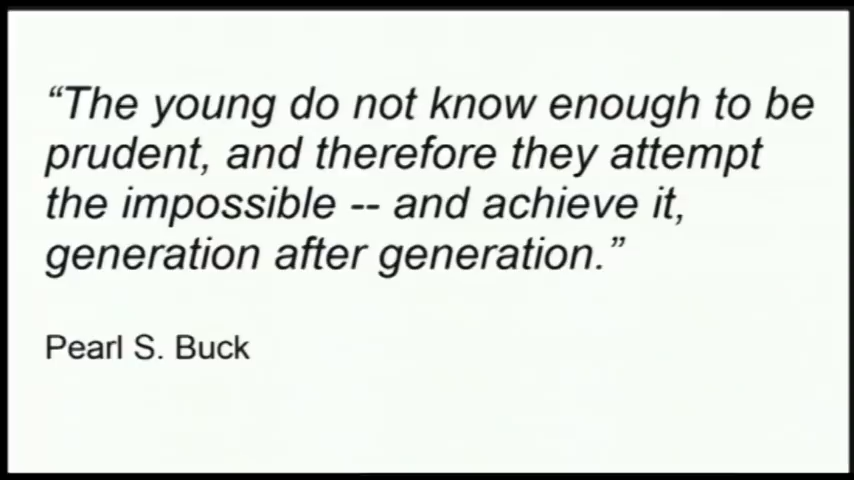 “The young do not know enough to be
prudent, and therefore they attempt
the impossible -- and achieve it,
generation after generation.”
Pearl S. Buck